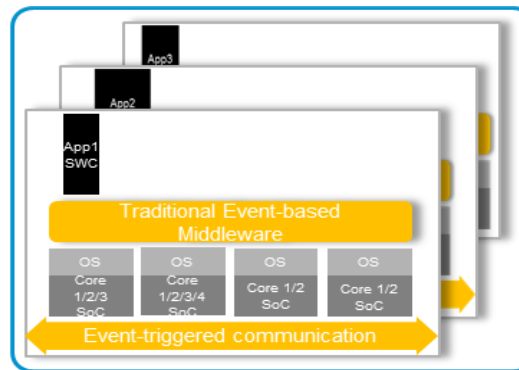 App3
App2
App1
SWC
Traditional Event-based
Middleware
OS
OS
OS
OS
Core
1/2/3
SoC
Core
1/2/3/4
SoC
Core 1/2
SoC
Core 1/2
SoC
Event-triggered communication